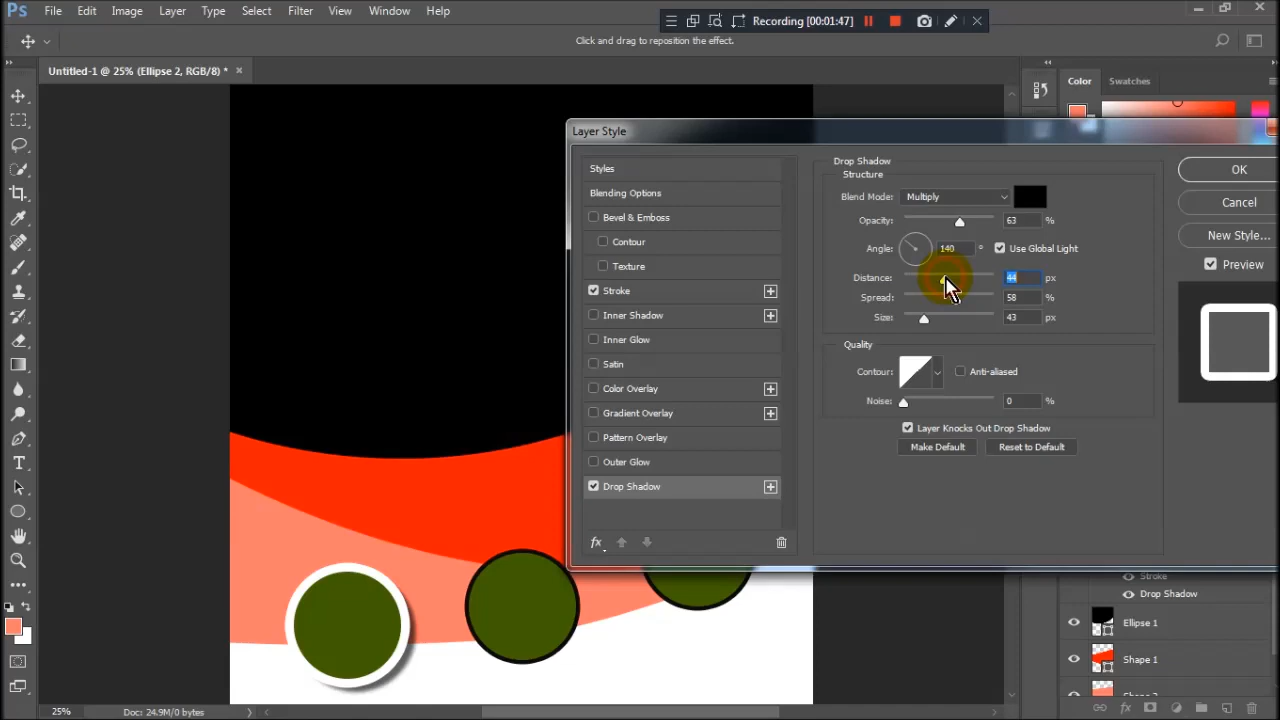 Ps File Edit Image Layer Type Select Filter View Window Help
Recording [00:01:47]
Click and drag to reposition the effect.
Untitled-1 @ 25% (Ellipse 2, RGB/8) *
Color Swatches
Layer Style
Styles
Blending Options
Bevel & Emboss
Contour
Texture
Stroke
Inner Shadow
Inner Glow
Satin
Color Overlay
Gradient Overlay
Pattern Overlay
Outer Glow
Drop Shadow
fx
Drop Shadow
Structure
Blend Mode: Multiply
Opacity: 63 %
Angle: 140 ° Use Global Light
Distance: 44 px
Spread: 58 %
Size: 43 px
Quality
Contour: Anti-aliased
Noise: 0 %
Layer Knocks Out Drop Shadow
Make Default Reset to Default
OK
Cancel
New Style...
Preview
Stroke
Drop Shadow
Ellipse 1
Shape 1
fx
25% Doc: 24.9M/0 bytes